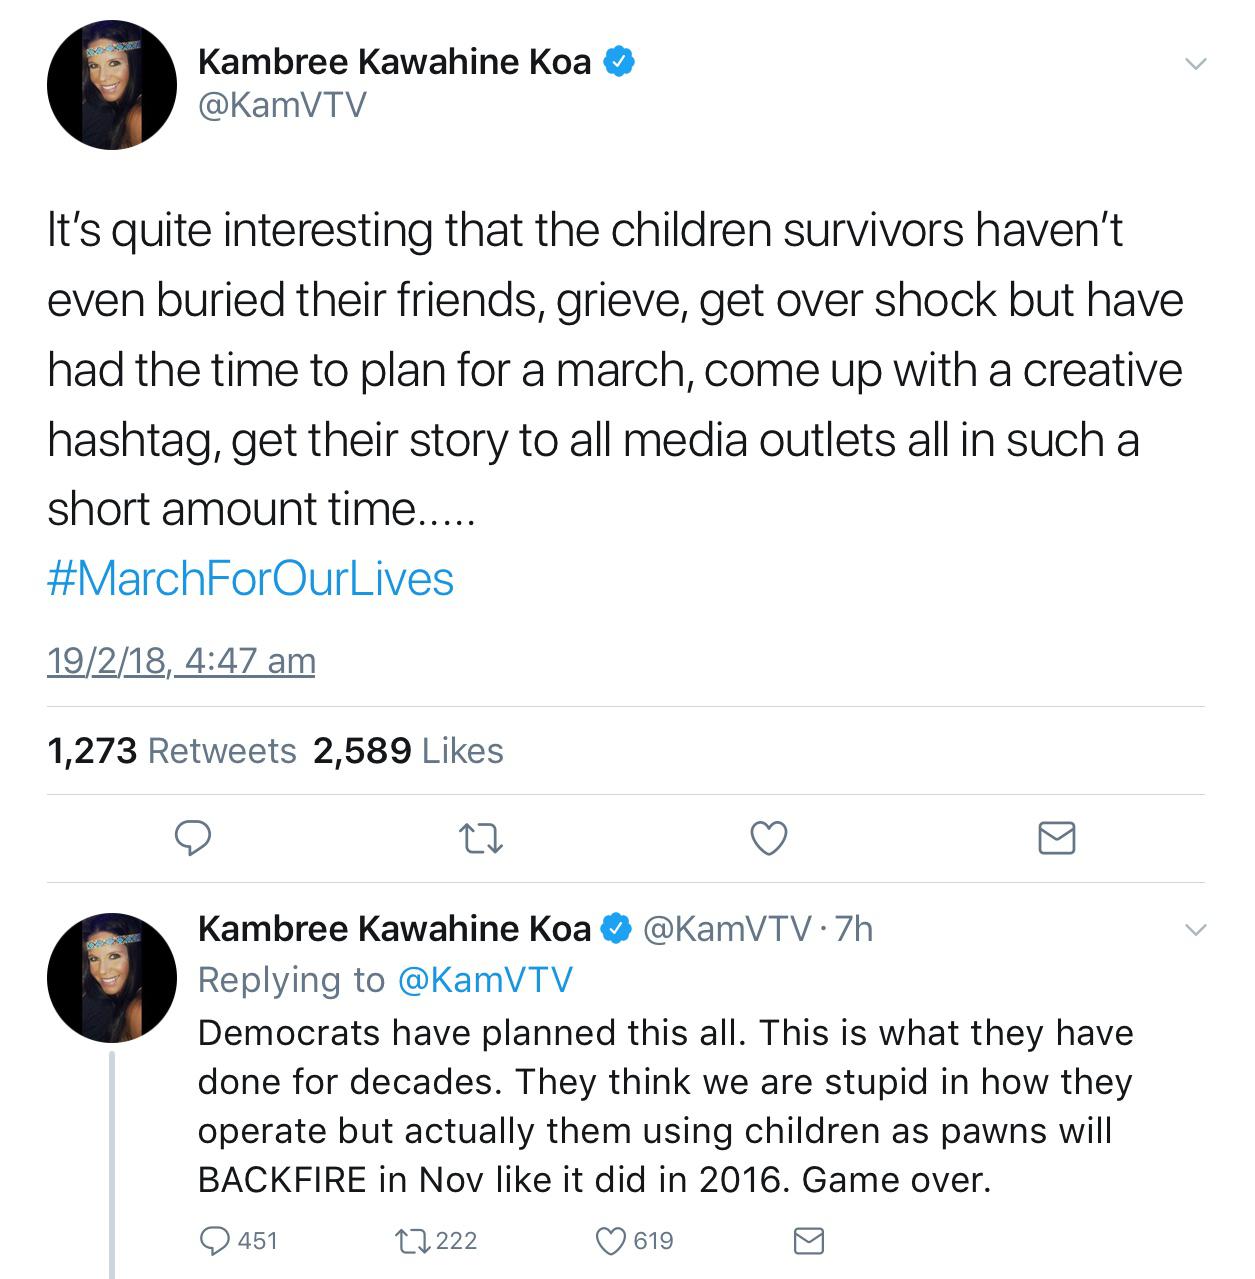 Kambree Kawahine Koa
@KamVTV
It’s quite interesting that the children survivors haven’t
even buried their friends, grieve, get over shock but have
had the time to plan for a march, come up with a creative
hashtag, get their story to all media outlets all in such a
short amount time.....
#MarchForOurLives
19/2/18, 4:47 am
1,273 Retweets 2,589 Likes
Kambree Kawahine Koa @KamVTV · 7h
Replying to @KamVTV
Democrats have planned this all. This is what they have
done for decades. They think we are stupid in how they
operate but actually them using children as pawns will
BACKFIRE in Nov like it did in 2016. Game over.
451 222 619